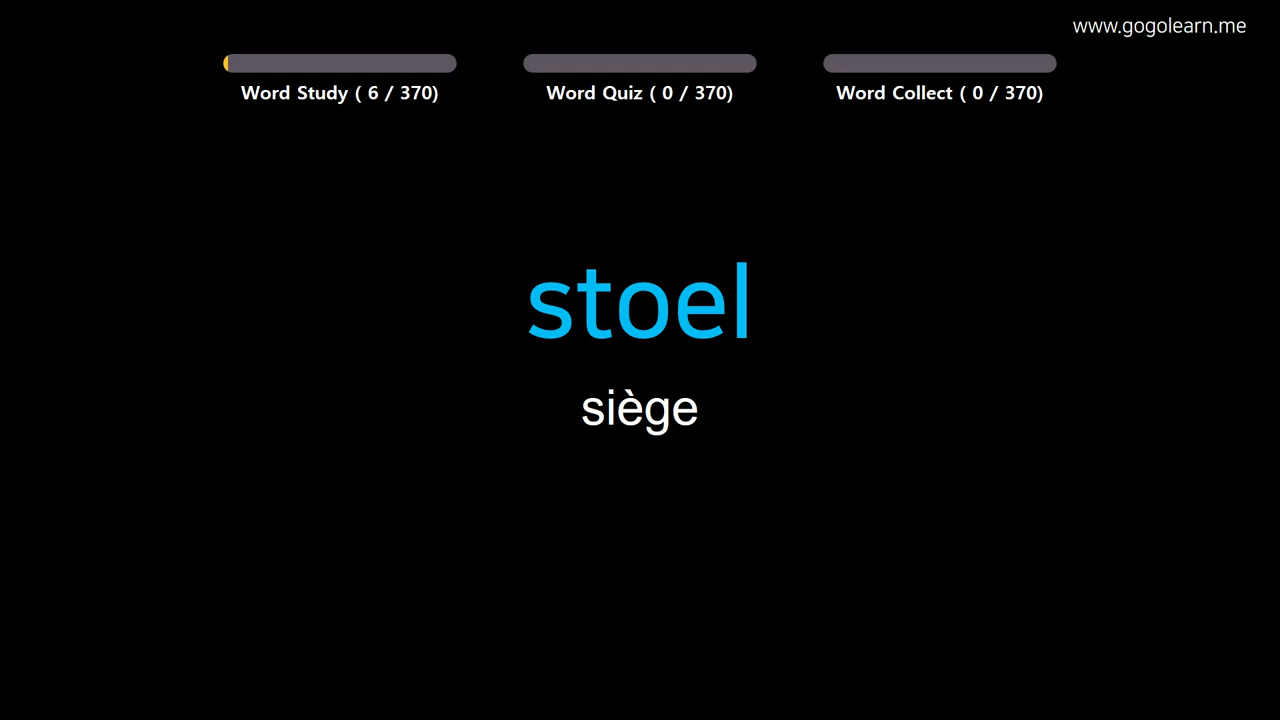 www.gogolearn.me
Word Study ( 6 / 370)
Word Quiz ( 0 / 370)
Word Collect ( 0 / 370)
stoel
siège